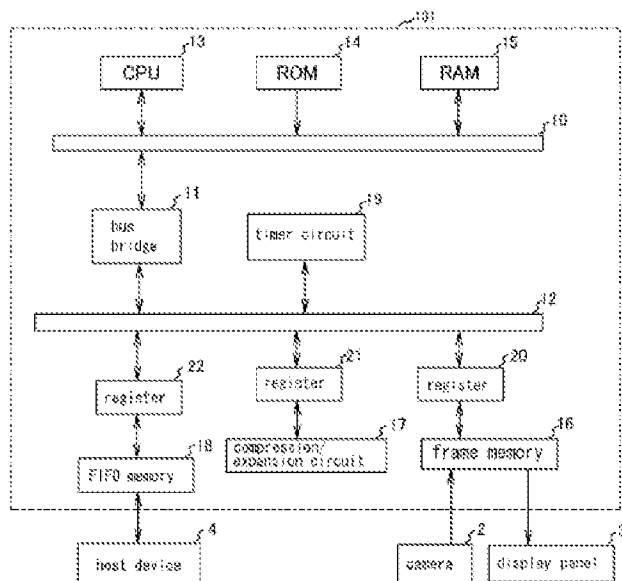 101
13
14
15
CPU
ROM
RAM
10
11
19
bus
bridge
timer circuit
12
22
21
20
register
register
register
18
17
16
FIFO memory
compression/
expansion circuit
frame memory
4
2
3
host device
camera
display panel